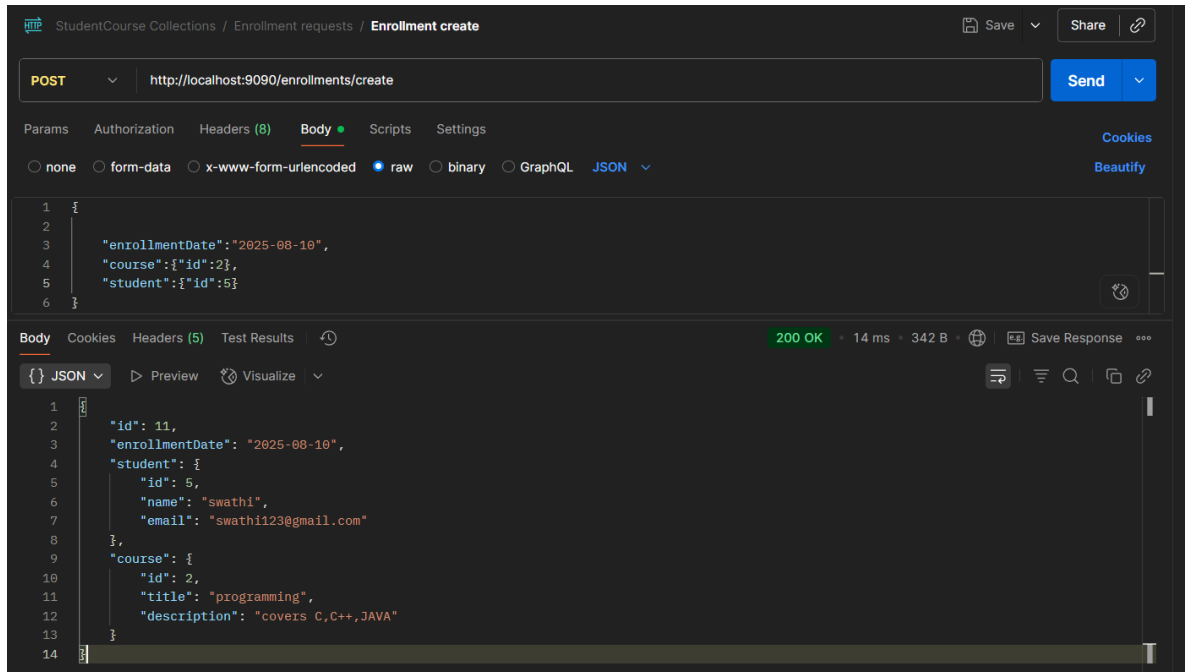 HTTP StudentCourse Collections / Enrollment requests / Enrollment create Save Share
POST http://localhost:9090/enrollments/create Send
Params Authorization Headers (8) Body Scripts Settings Cookies
none form-data x-www-form-urlencoded raw binary GraphQL JSON Beautify
1 {
2
3 "enrollmentDate":"2025-08-10",
4 "course":{"id":2},
5 "student":{"id":5}
6 }
Body Cookies Headers (5) Test Results 200 OK • 14 ms • 342 B • e.g. Save Response
{} JSON Preview Visualize
1 {
2 "id": 11,
3 "enrollmentDate": "2025-08-10",
4 "student": {
5 "id": 5,
6 "name": "swathi",
7 "email": "swathi123@gmail.com"
8 },
9 "course": {
10 "id": 2,
11 "title": "programming",
12 "description": "covers C,C++,JAVA"
13 }
14 }